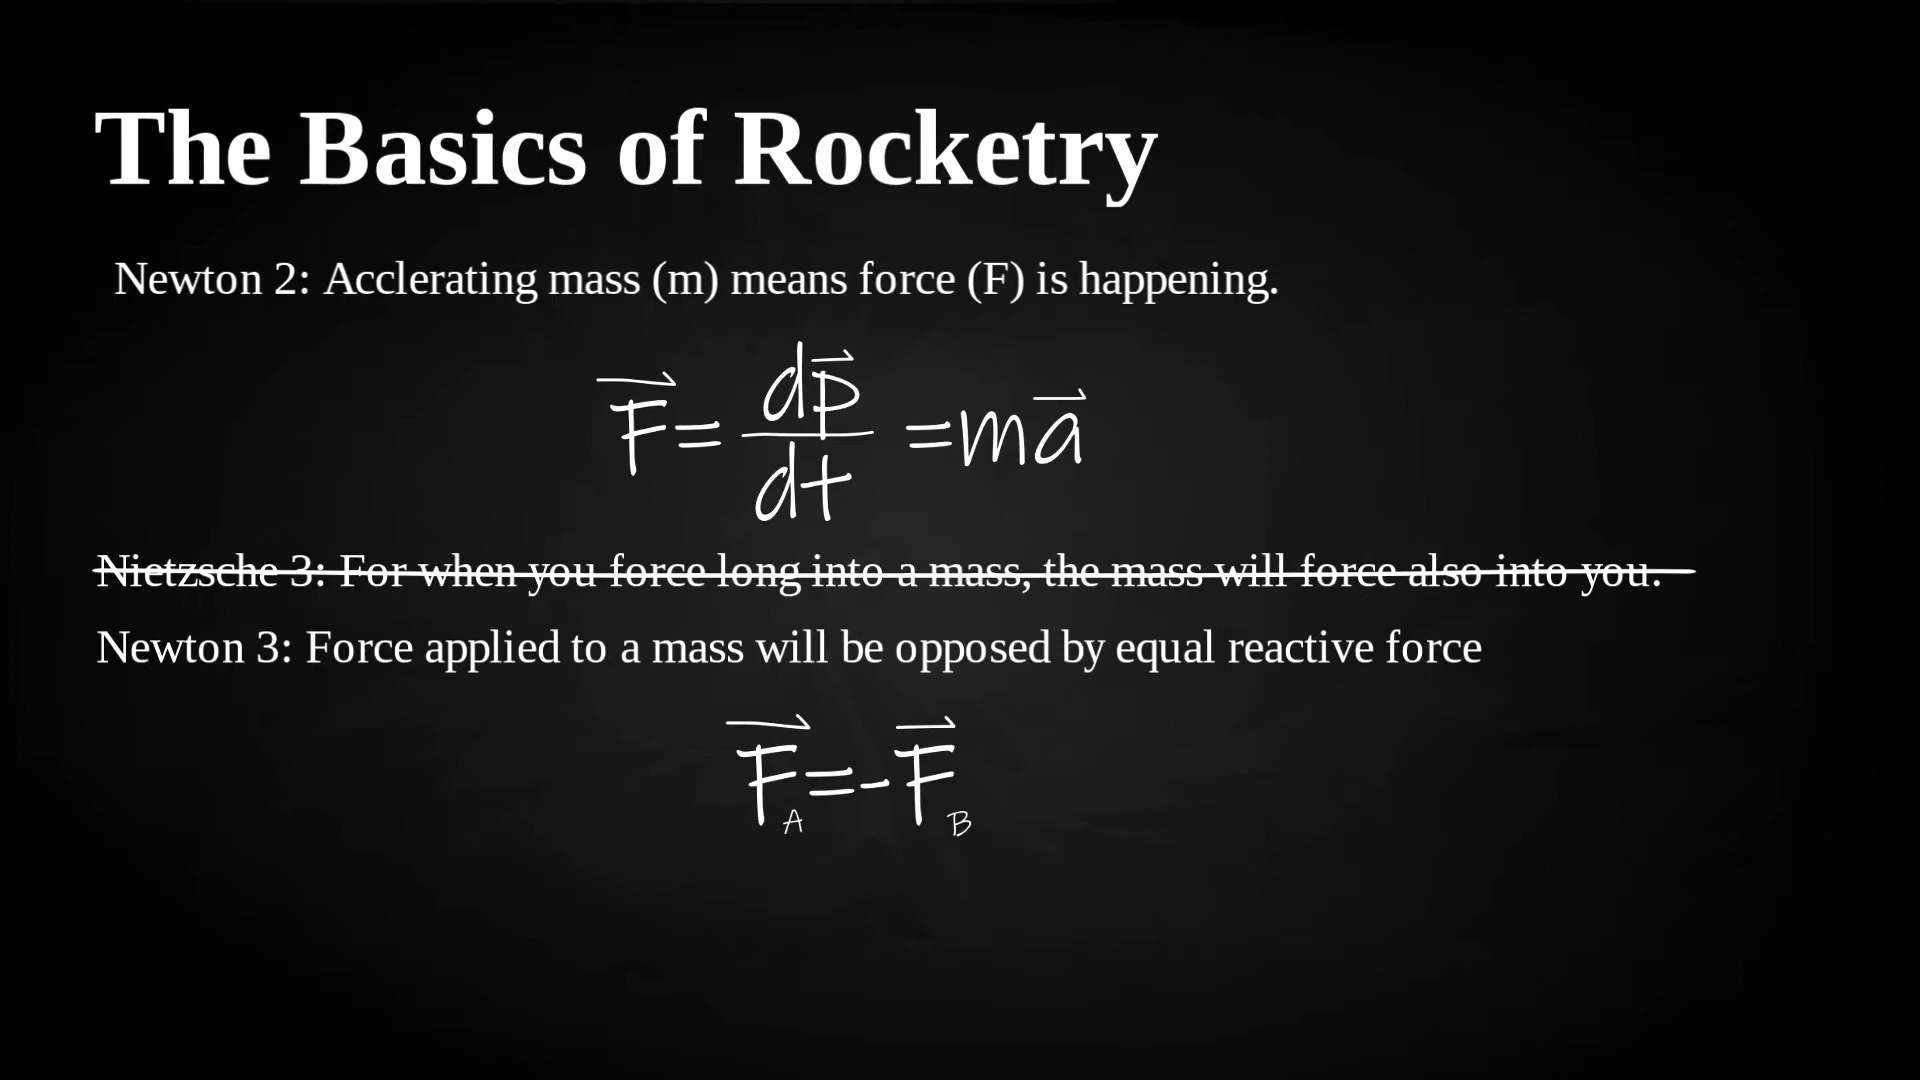 The Basics of Rocketry
Newton 2: Acclerating mass (m) means force (F) is happening.
F⃗ = dp⃗/dt = ma⃗
Nietzsche 3: For when you force long into a mass, the mass will force also into you.
Newton 3: Force applied to a mass will be opposed by equal reactive force
F⃗_A = -F⃗_B